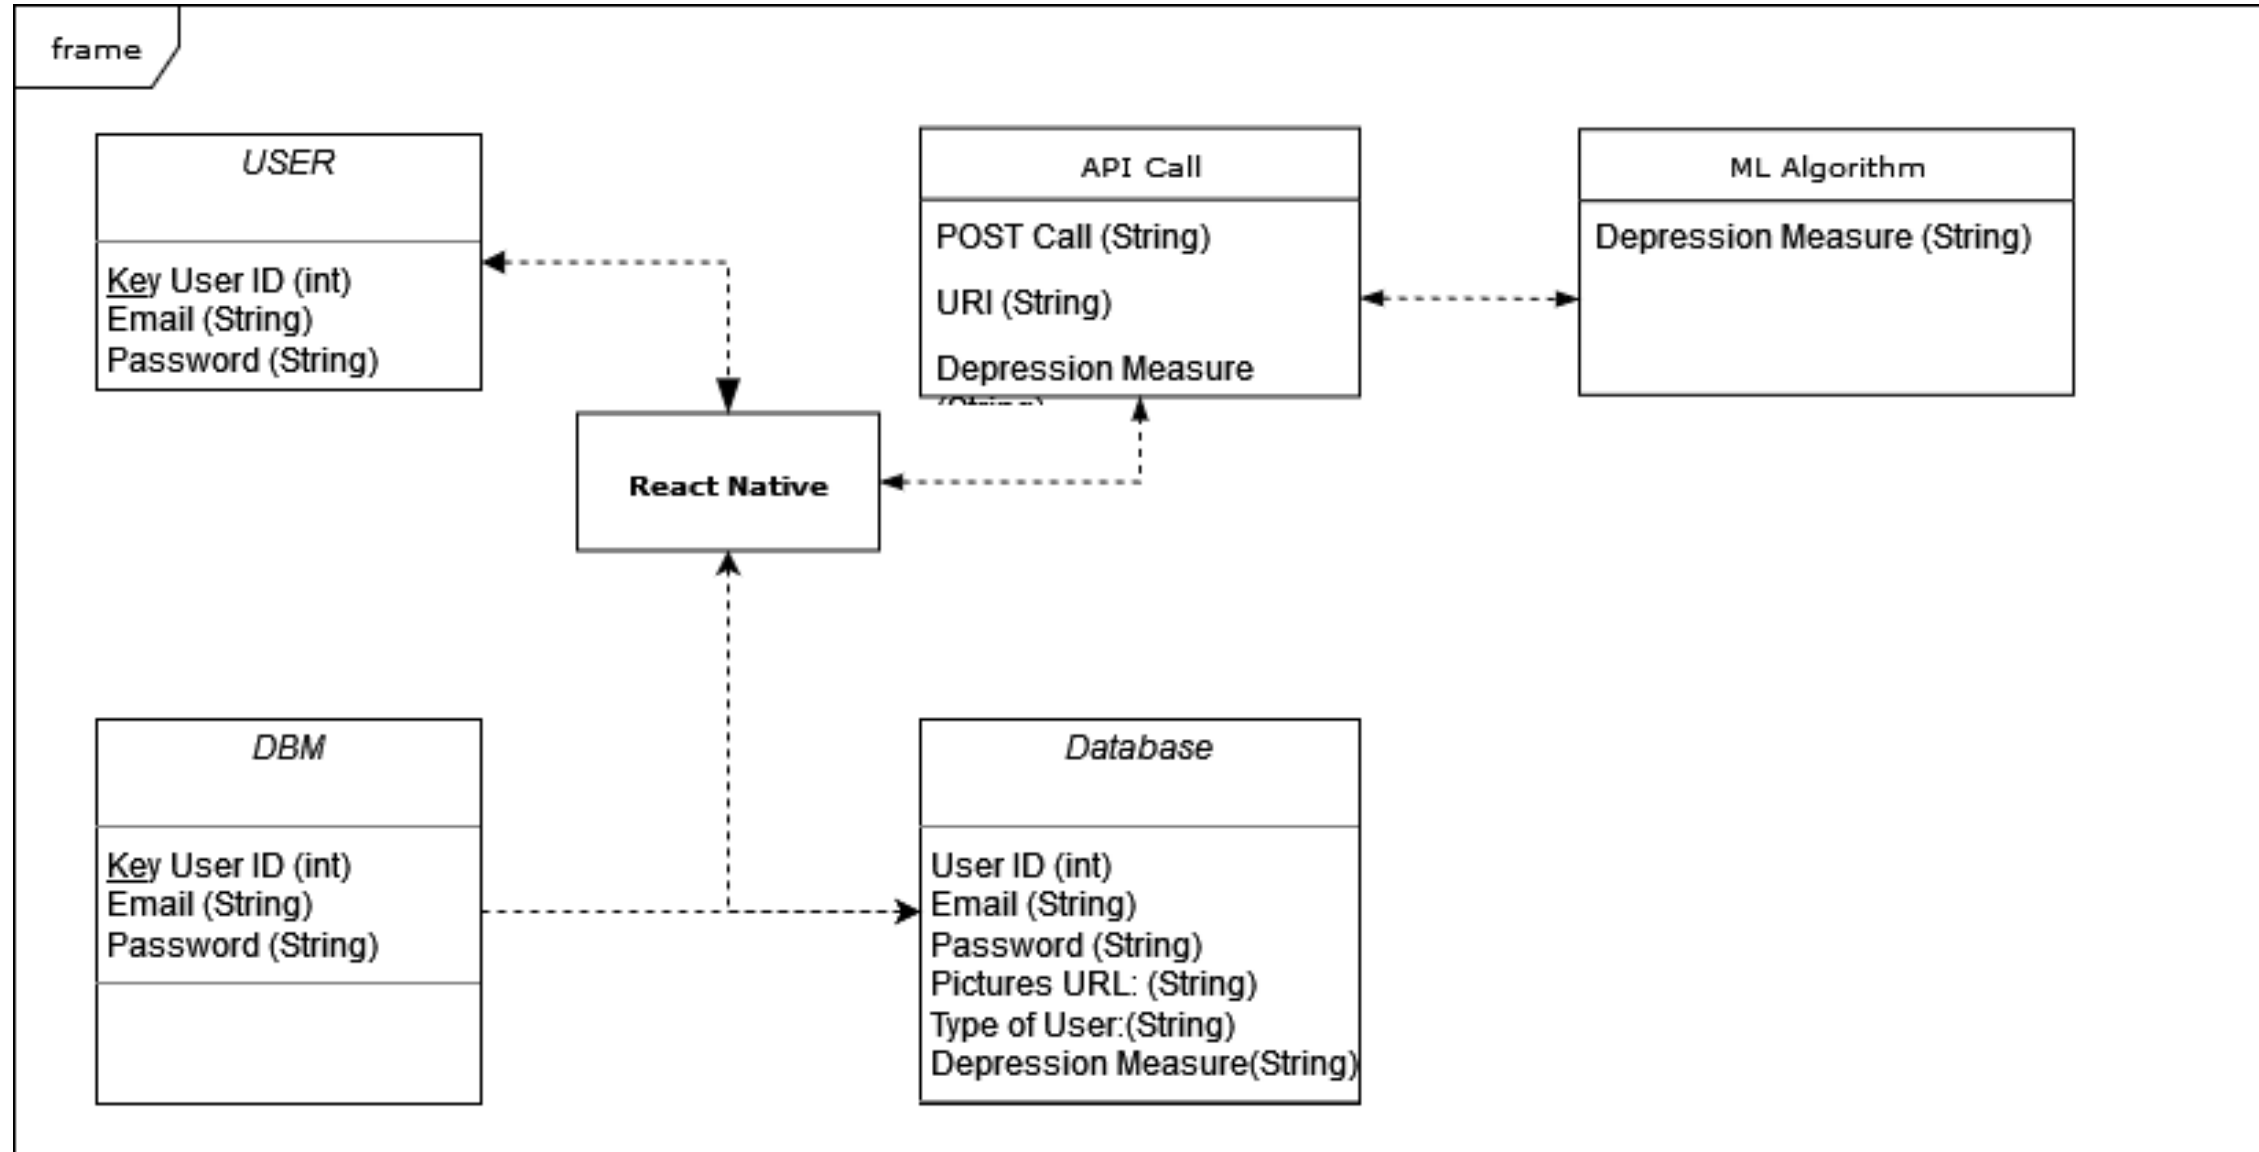 frame
USER
Key User ID (int)
Email (String)
Password (String)
API Call
POST Call (String)
URI (String)
Depression Measure
(String)
ML Algorithm
Depression Measure (String)
React Native
DBM
Key User ID (int)
Email (String)
Password (String)
Database
User ID (int)
Email (String)
Password (String)
Pictures URL: (String)
Type of User:(String)
Depression Measure(String)